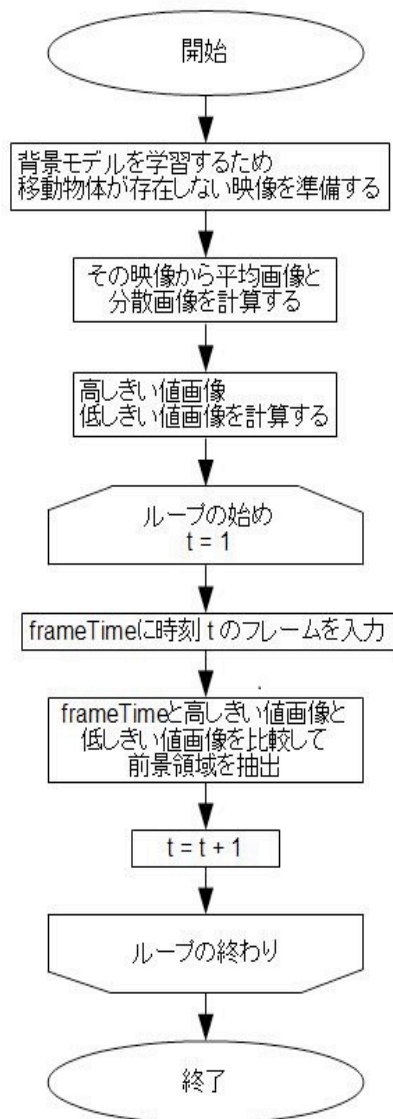 開始
背景モデルを学習するため
移動物体が存在しない映像を準備する
その映像から平均画像と
分散画像を計算する
高しきい値画像
低しきい値画像を計算する
ループの始め
t = 1
frameTimeに時刻 t のフレームを入力
frameTimeと高しきい値画像と
低しきい値画像を比較して
前景領域を抽出
t = t + 1
ループの終わり
終了